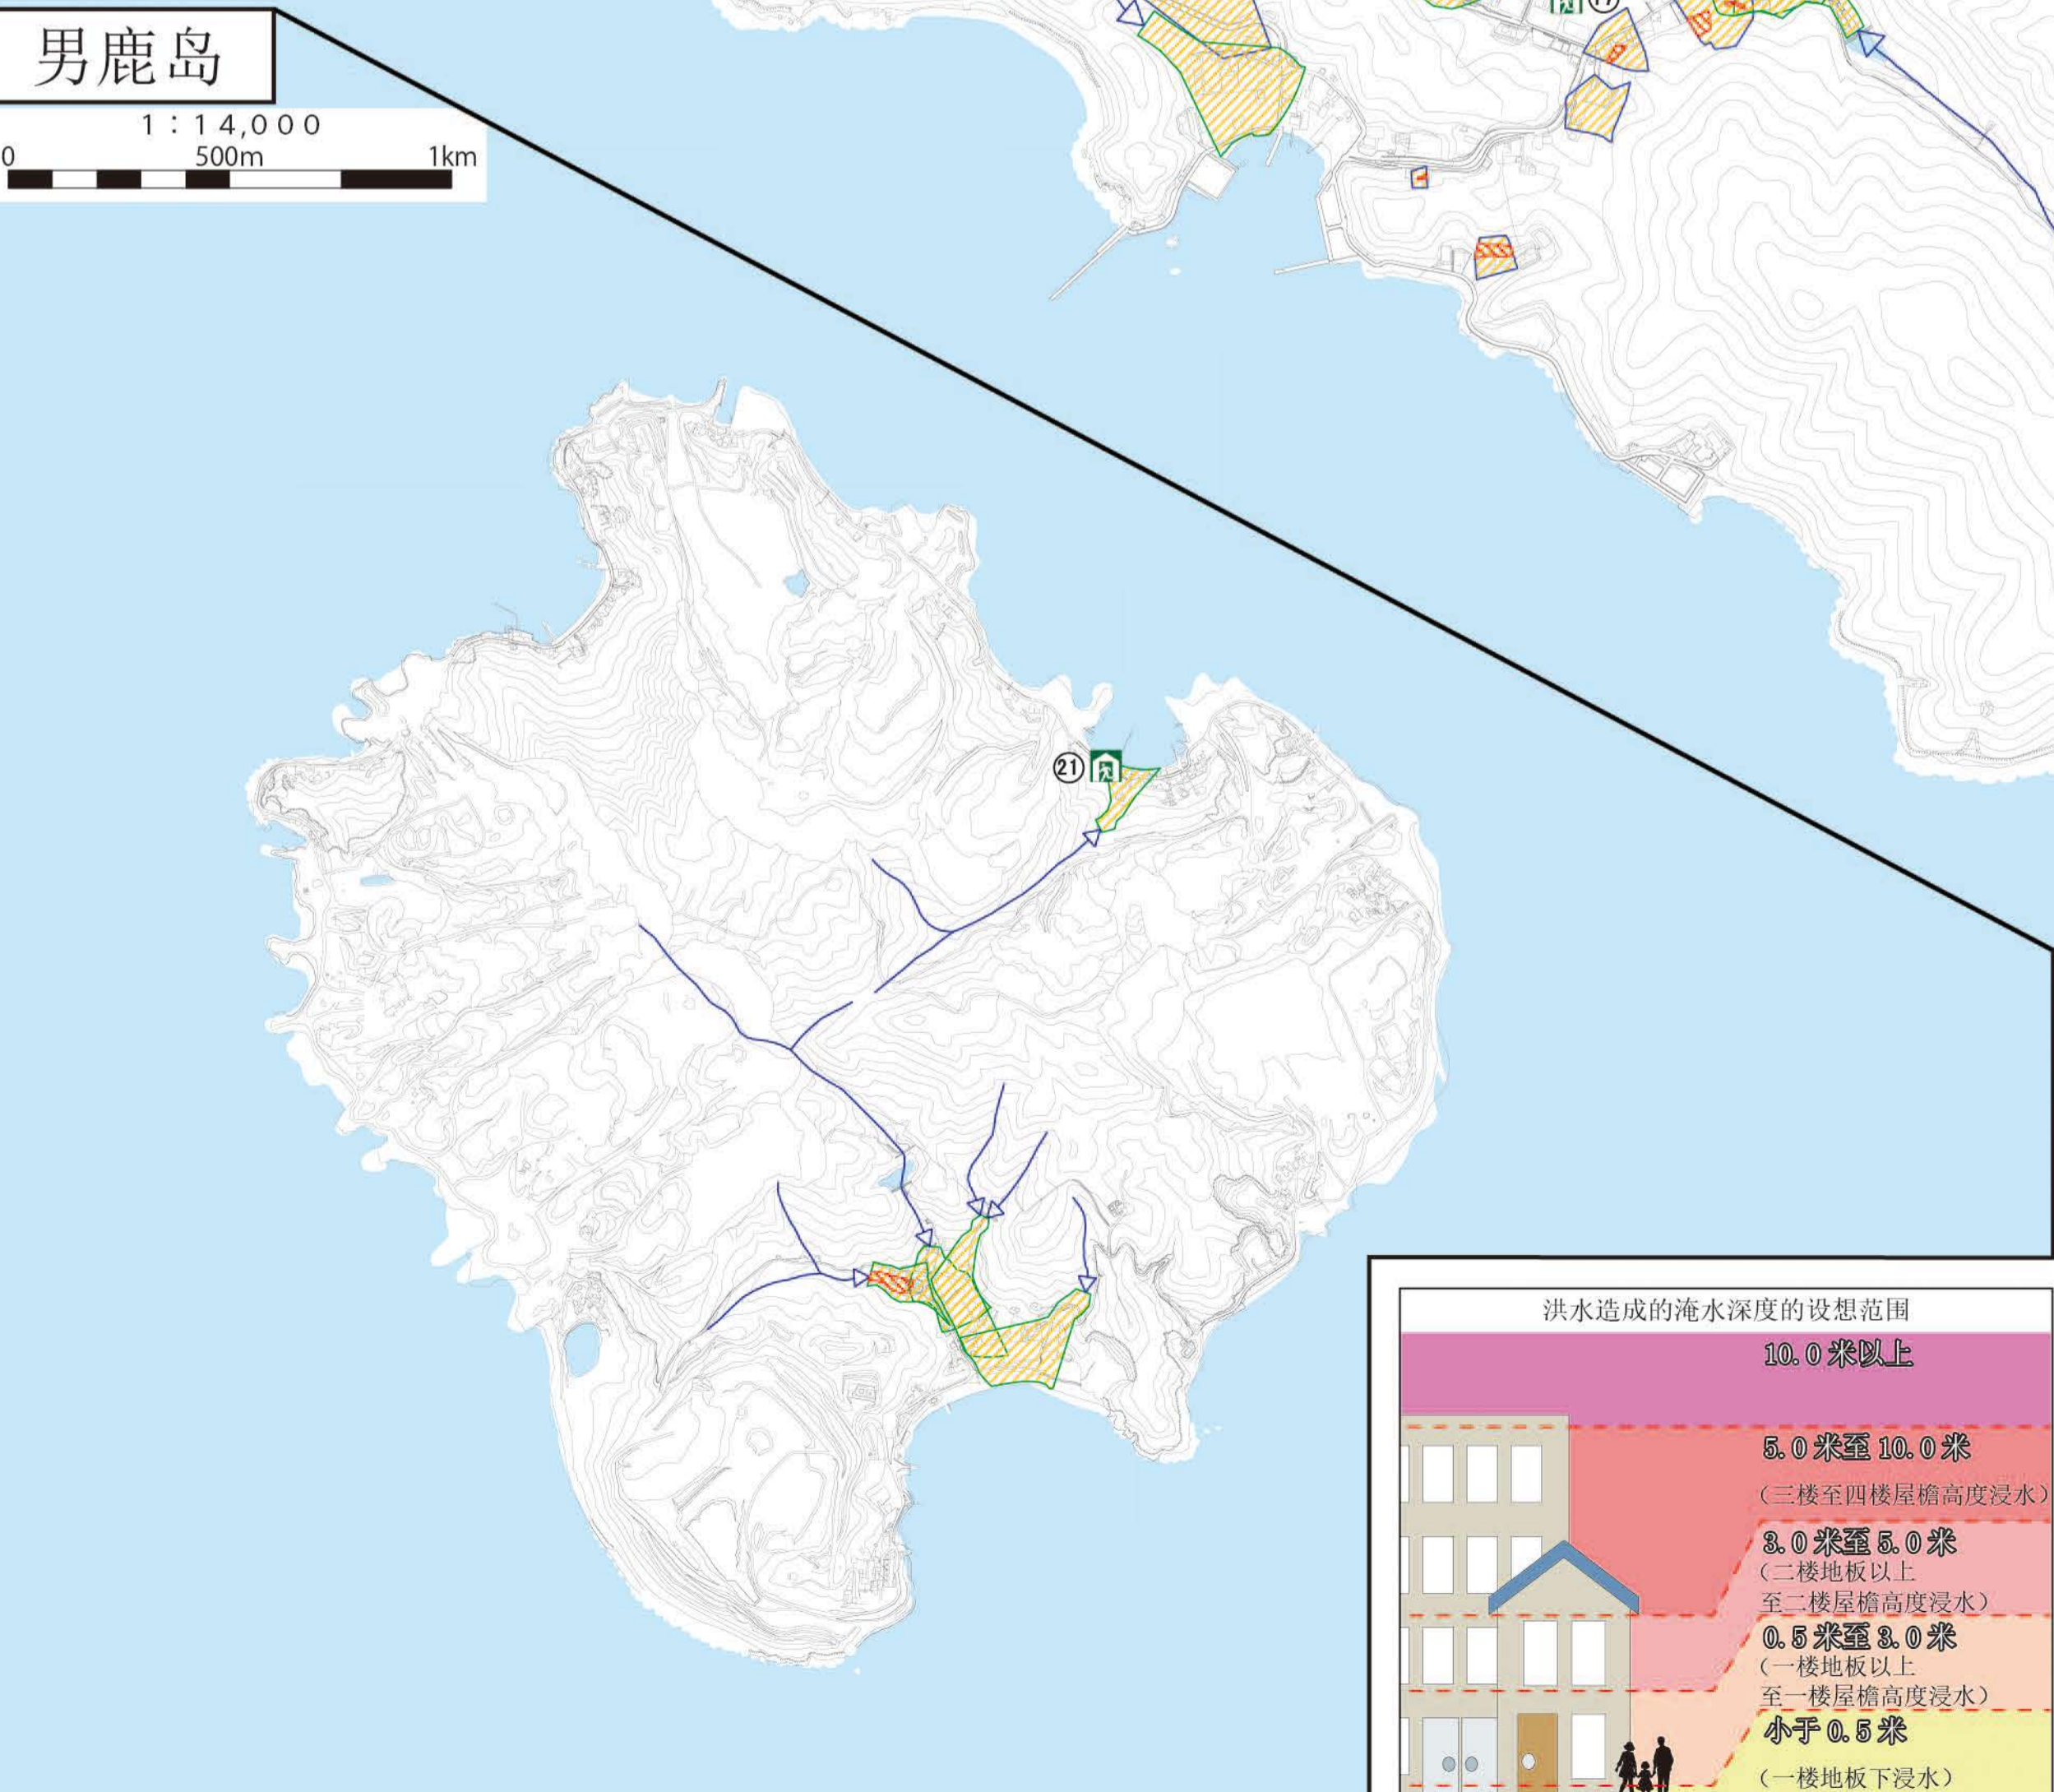 男鹿岛
1:14,000
0 500m 1km
21
洪水造成的淹水深度的设想范围
10.0米以上
5.0米至10.0米
（三楼至四楼屋檐高度浸水）
3.0米至5.0米
（二楼地板以上
至二楼屋檐高度浸水）
0.5米至3.0米
（一楼地板以上
至一楼屋檐高度浸水）
小于0.5米
（一楼地板下浸水）